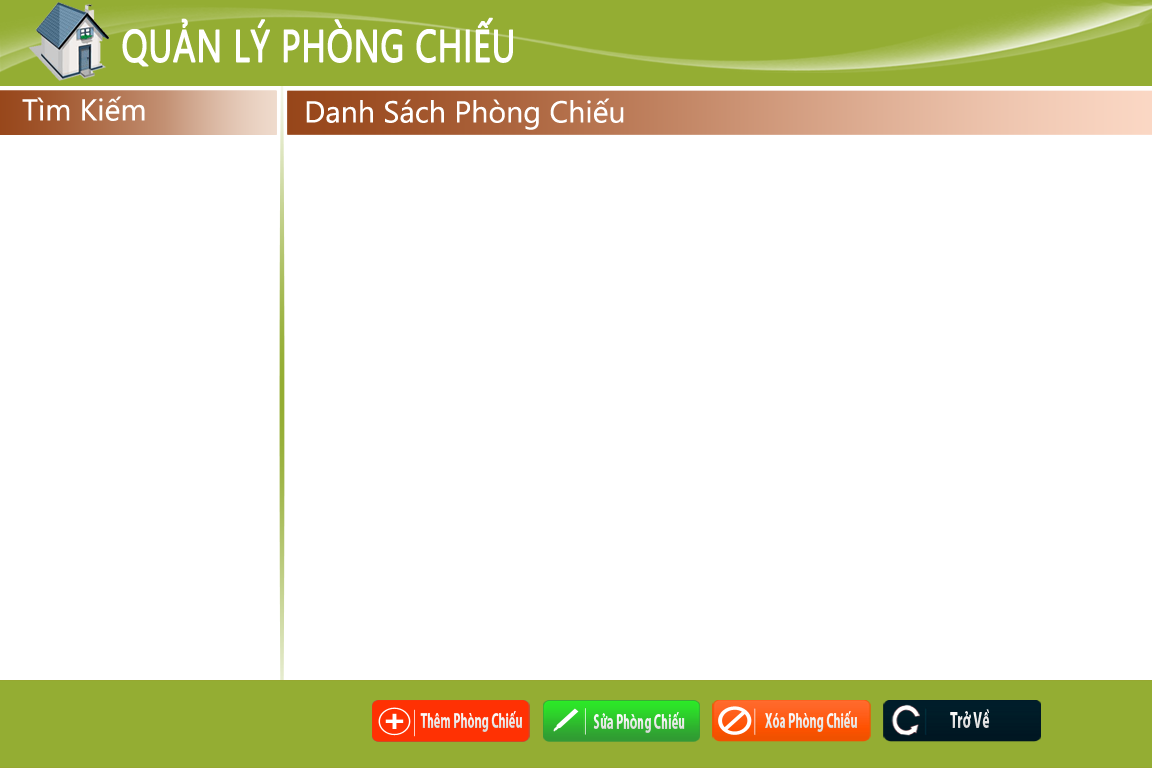 QUẢN LÝ PHÒNG CHIẾU
Tìm Kiếm
Danh Sách Phòng Chiếu
Thêm Phòng Chiếu
Sửa Phòng Chiếu
Xóa Phòng Chiếu
Trở Về